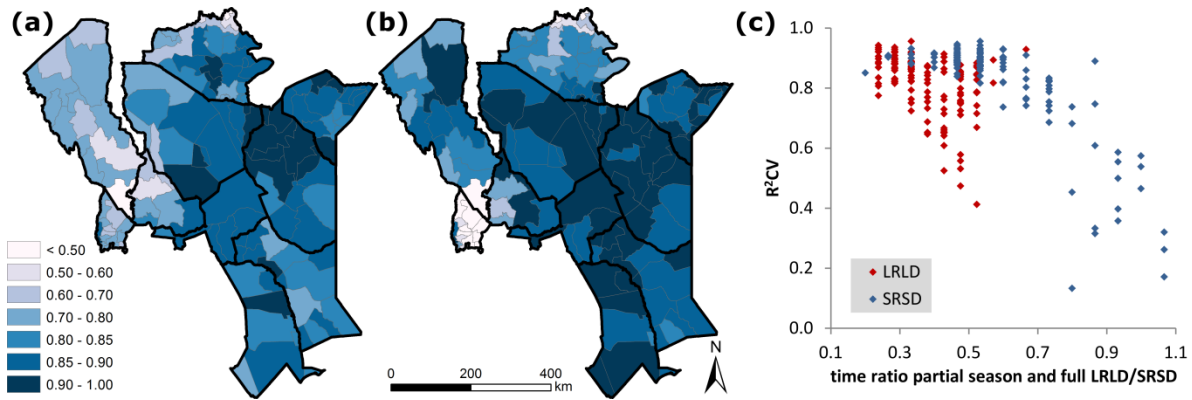 (a)
(b)
(c)
< 0.50
0.50 - 0.60
0.60 - 0.70
0.70 - 0.80
0.80 - 0.85
0.85 - 0.90
0.90 - 1.00
N
0 200 400
km
1.0
0.8
0.6
0.4
0.2
0.0
R²CV
LRLD
SRSD
0.1 0.3 0.5 0.7 0.9 1.1
time ratio partial season and full LRLD/SRSD